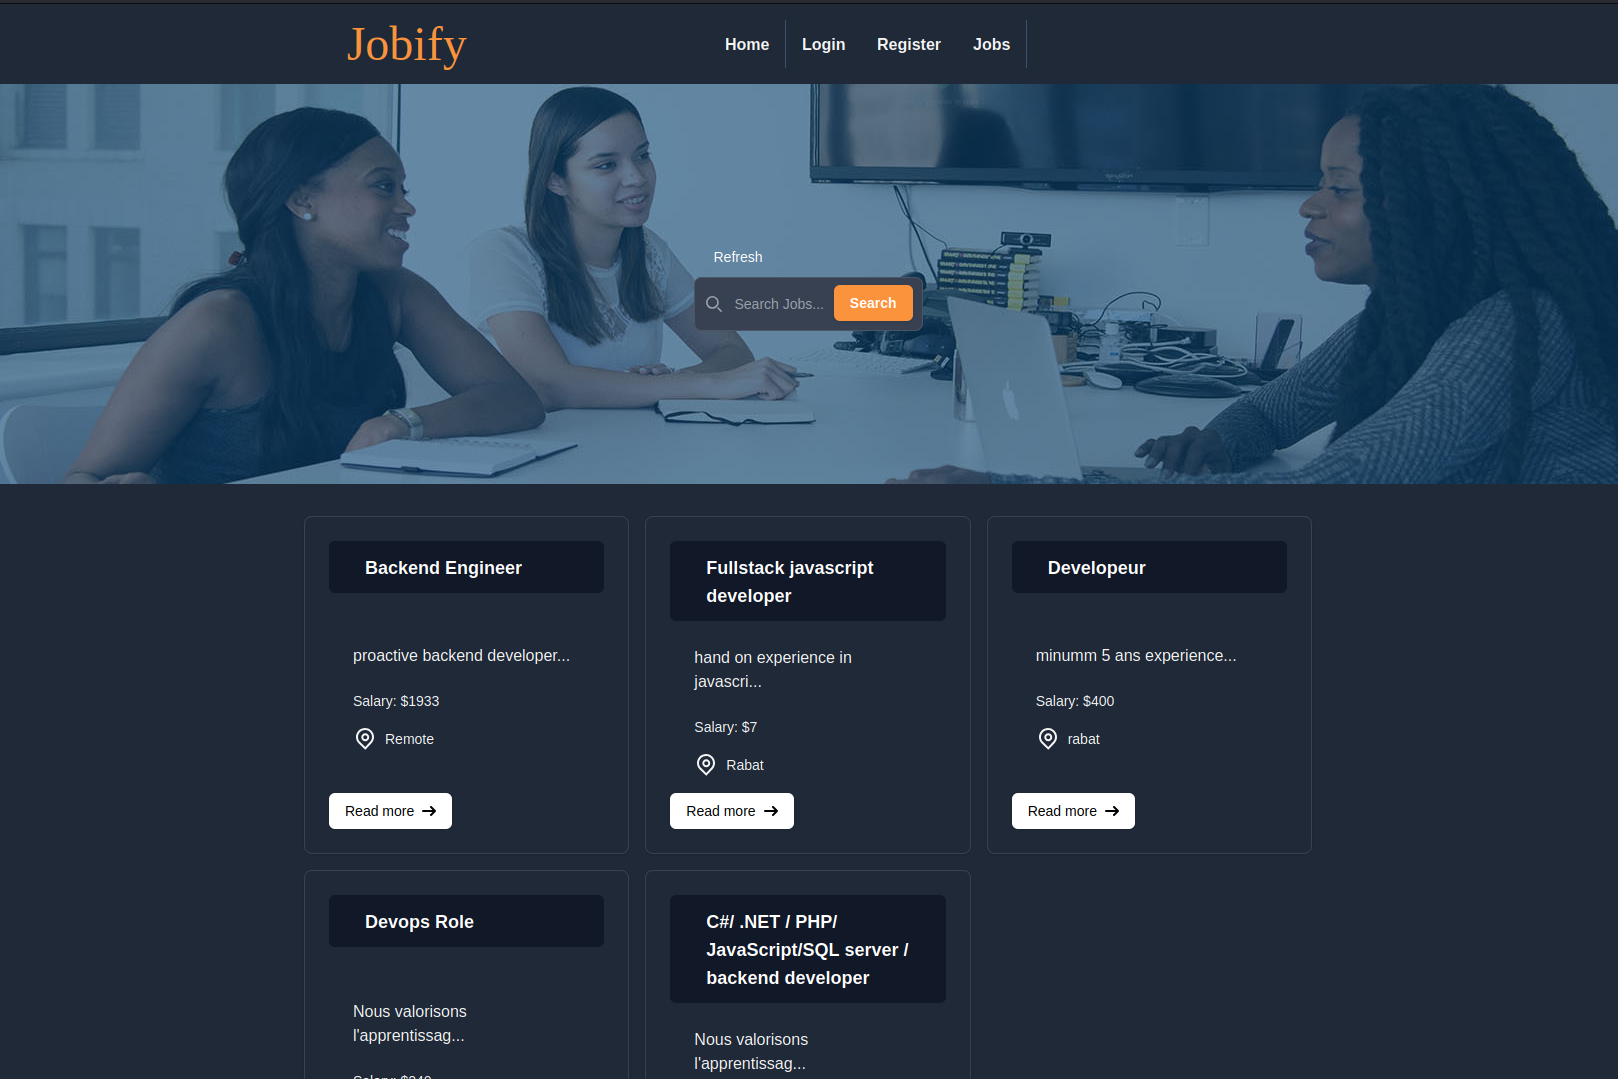 Jobify
Home
Login
Register
Jobs
Refresh
Search Jobs...
Search
Backend Engineer
proactive backend developer...
Salary: $1933
Remote
Read more
Fullstack javascript
developer
hand on experience in
javascri...
Salary: $7
Rabat
Read more
Developeur
minumm 5 ans experience...
Salary: $400
rabat
Read more
Devops Role
Nous valorisons
l'apprentissag...
C#/ .NET / PHP/
JavaScript/SQL server /
backend developer
Nous valorisons
l'apprentissag...